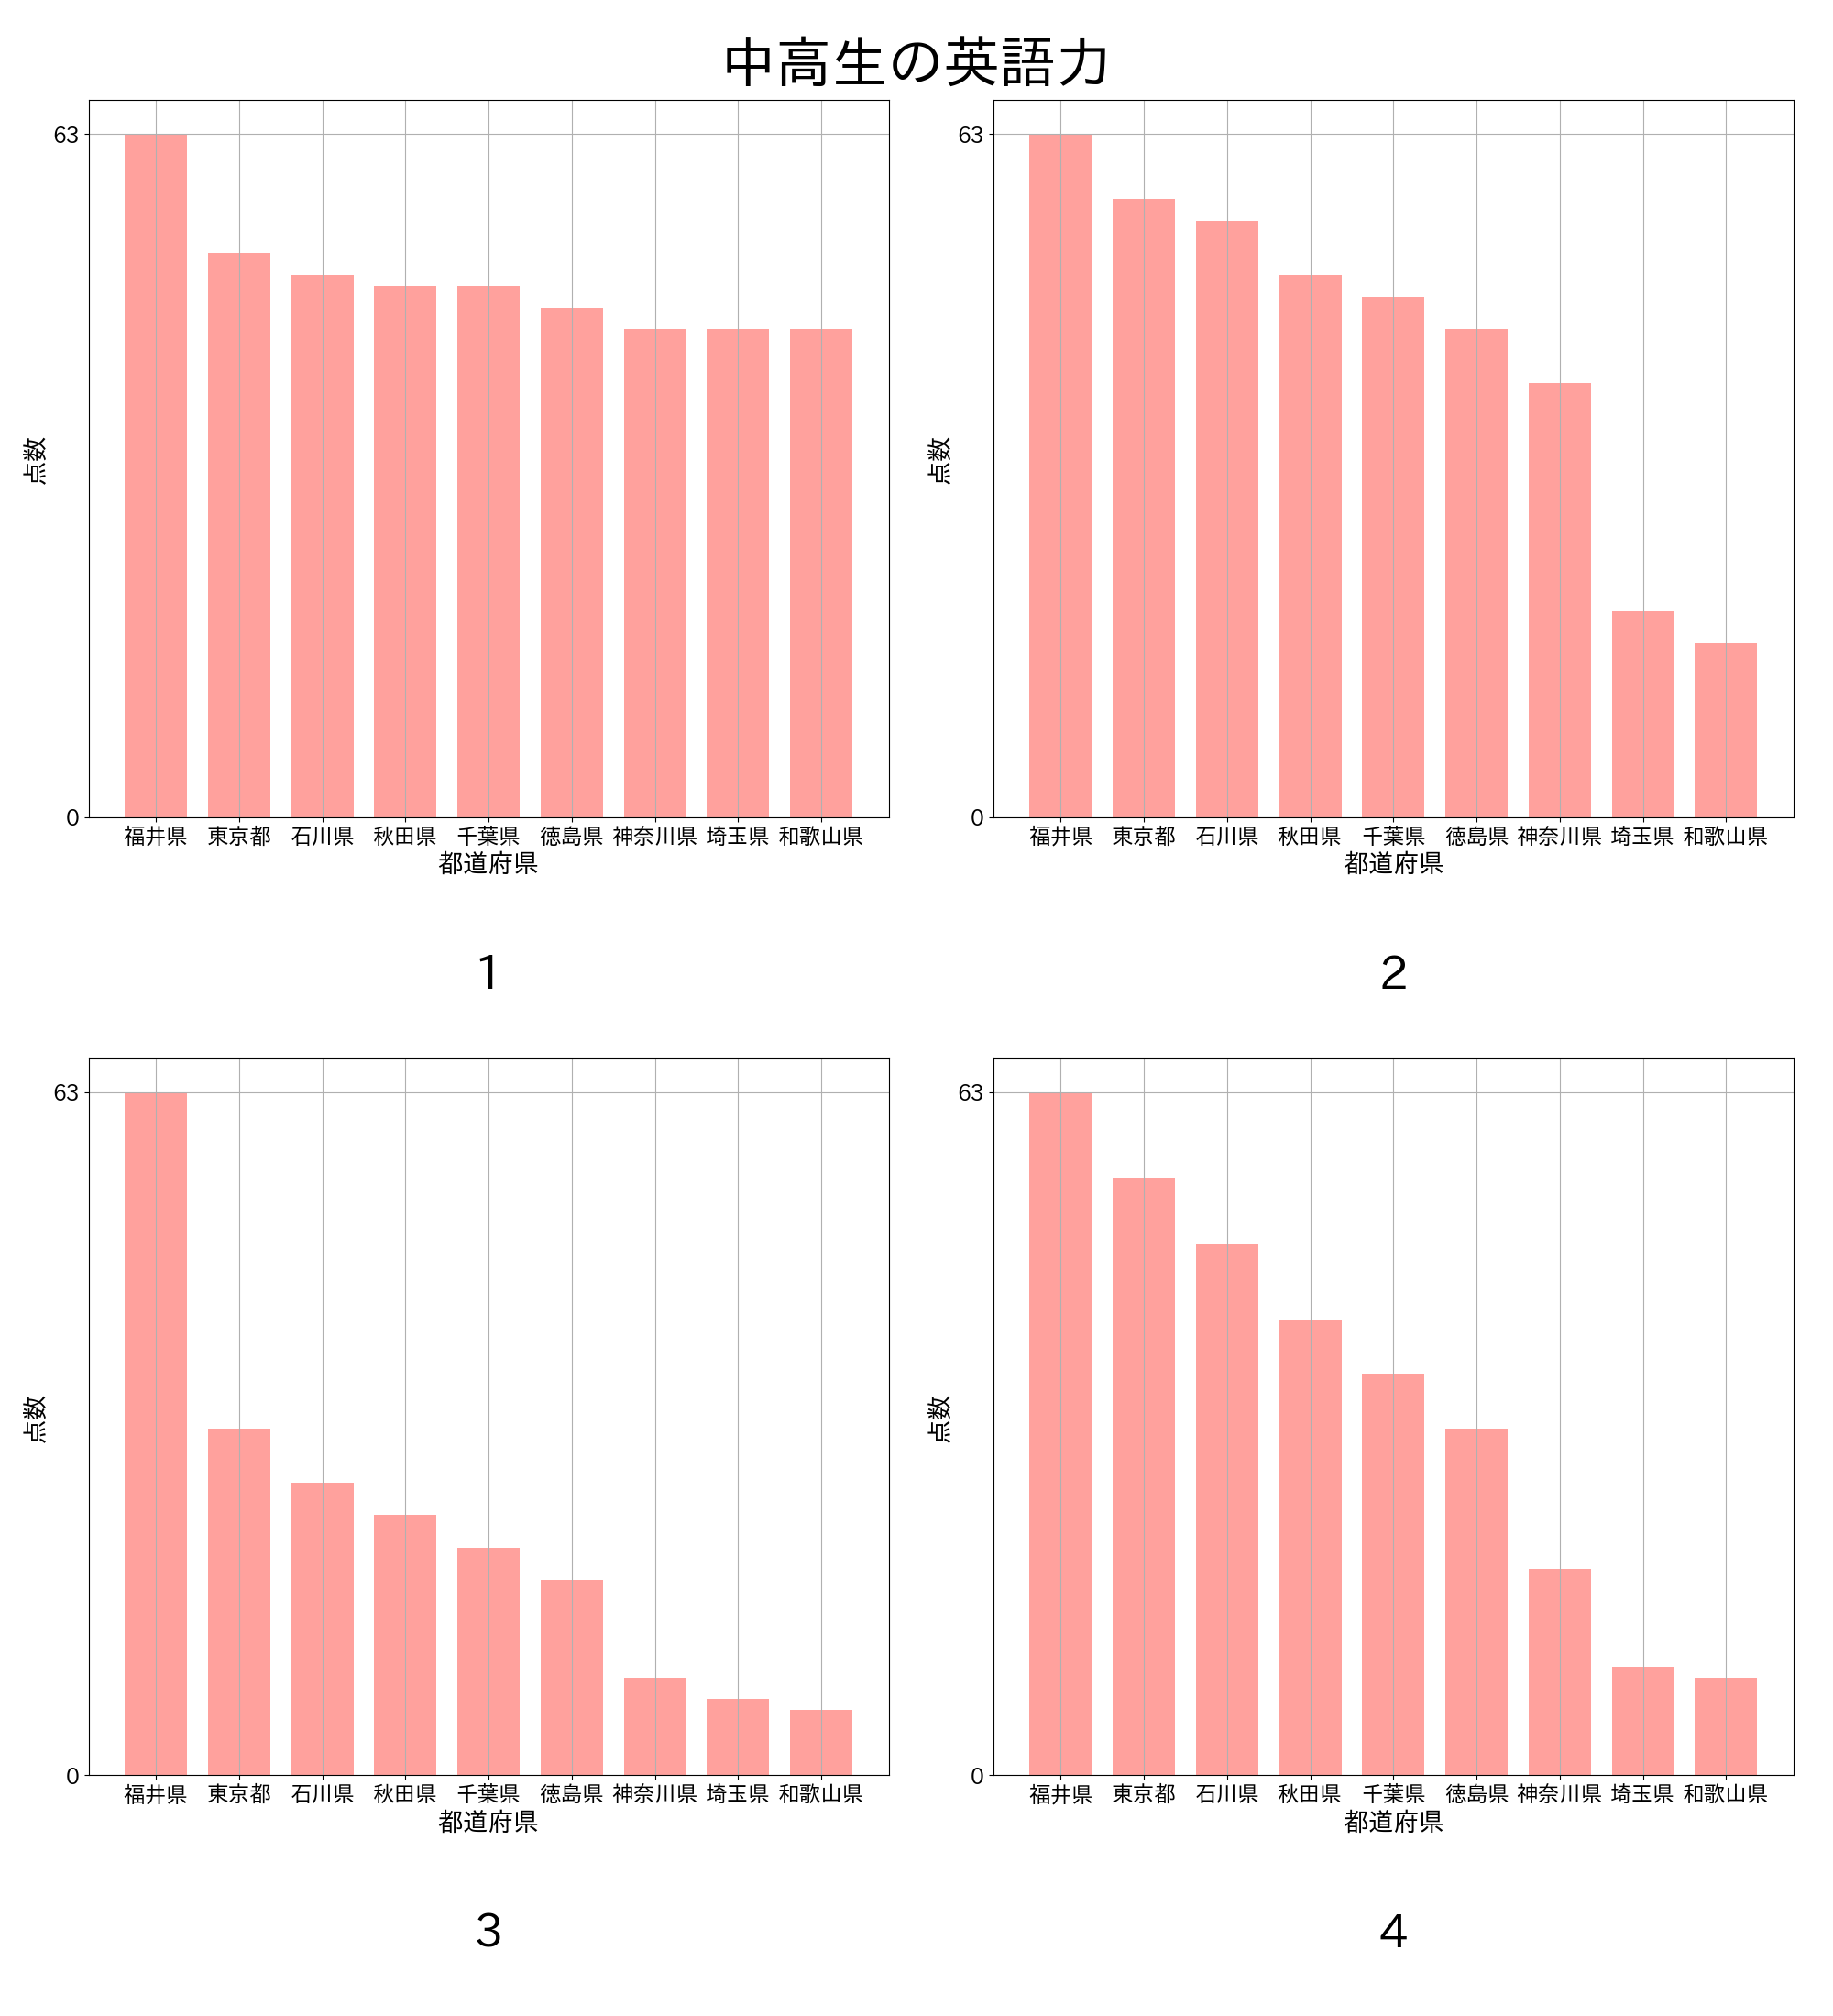 中高生の英語力
63
0
点数
福井県 東京都 石川県 秋田県 千葉県 徳島県 神奈川県 埼玉県 和歌山県
都道府県
1
63
0
点数
福井県 東京都 石川県 秋田県 千葉県 徳島県 神奈川県 埼玉県 和歌山県
都道府県
2
63
0
点数
福井県 東京都 石川県 秋田県 千葉県 徳島県 神奈川県 埼玉県 和歌山県
都道府県
3
63
0
点数
福井県 東京都 石川県 秋田県 千葉県 徳島県 神奈川県 埼玉県 和歌山県
都道府県
4